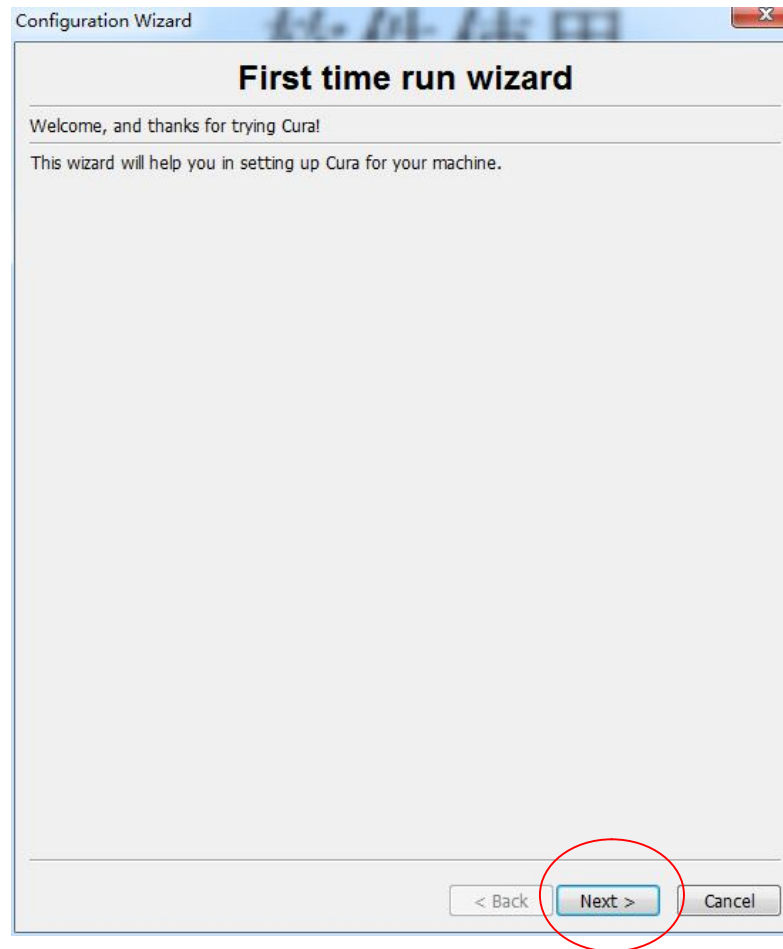 Configuration Wizard
First time run wizard
Welcome, and thanks for trying Cura!
This wizard will help you in setting up Cura for your machine.
< Back Next > Cancel